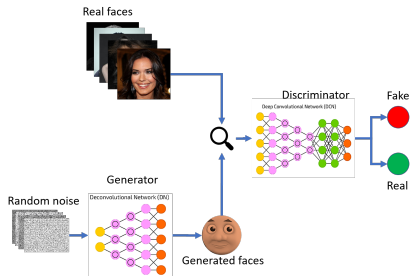 Real faces
Discriminator
Deep Convolutional Network (DCN)
Fake
Real
Generator
Deconvolutional Network (DN)
Random noise
Generated faces